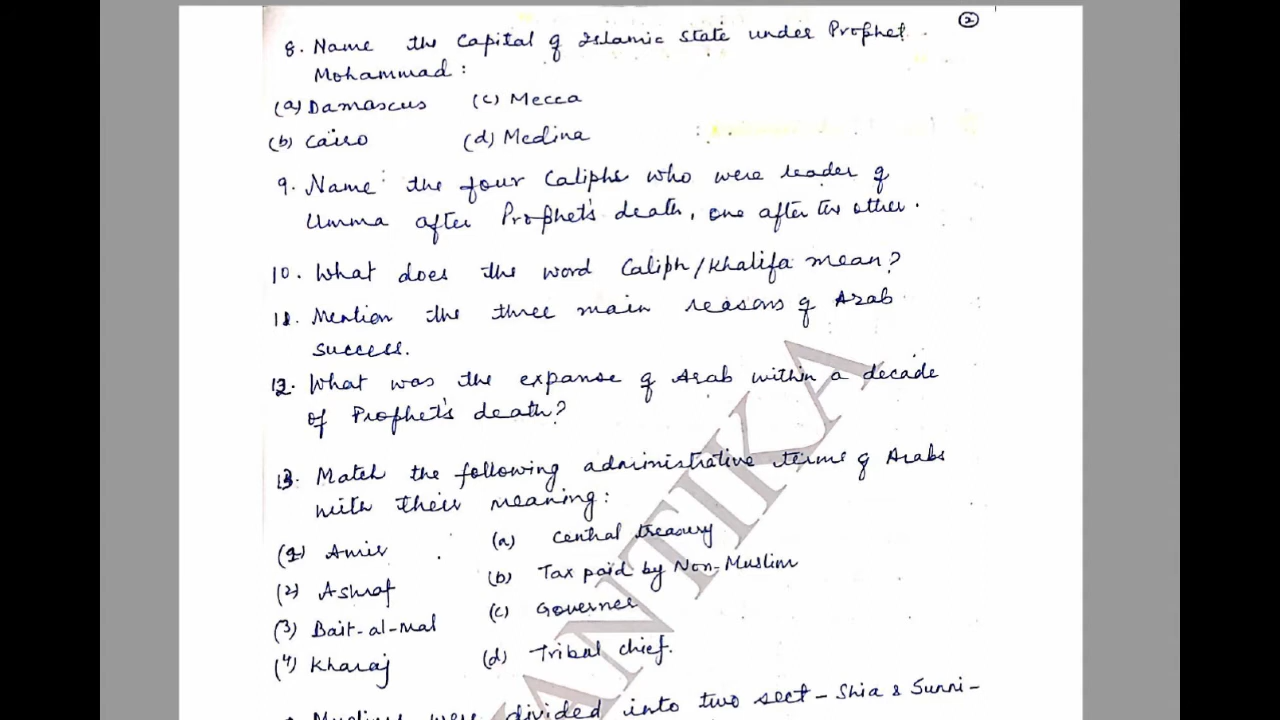 ②
8. Name the Capital of Islamic State under Prophet
Mohammad :
(a) Damascus (c) Mecca
(b) Cairo (d) Medina
9. Name the four Caliphs who were leader of
Umma after Prophet's death, one after the other.
10. What does the word Caliph/Khalifa mean?
11. Mention the three main reasons of Arab
success.
12. What was the expanse of Arab within a decade
of Prophet's death?
13. Match the following administrative terms of Arabs
with their meaning:
(1) Amir (a) Central treasury
(2) Ashraf (b) Tax paid by Non-Muslim
(3) Bait-al-mal (c) Governer
(4) Kharaj (d) Tribal chief.
Muslims were divided into two sect - Shia & Sunni -
ANTIKA